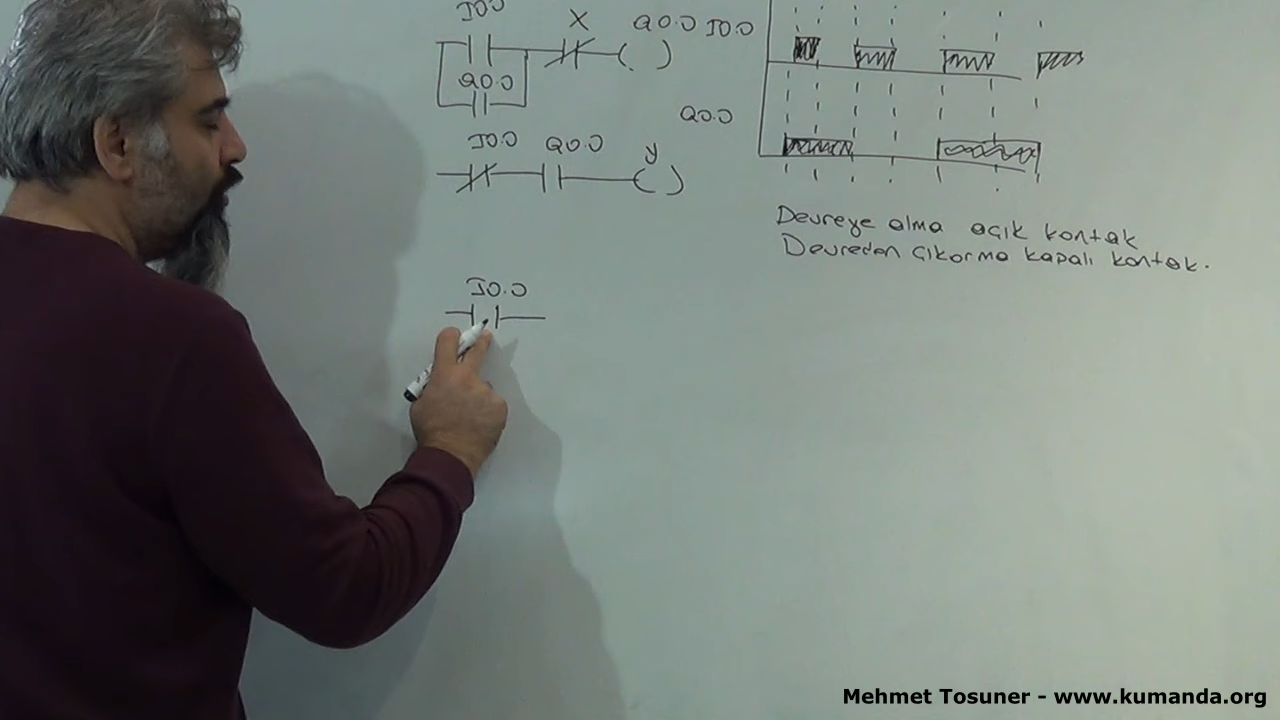 I0.0
X Q0.0
Q0.0
I0.0 Q0.0 y
I0.0
I0.0
Q0.0
Devreye alma açık kontak
Devreden çıkarma kapalı kontak.
Mehmet Tosuner - www.kumanda.org